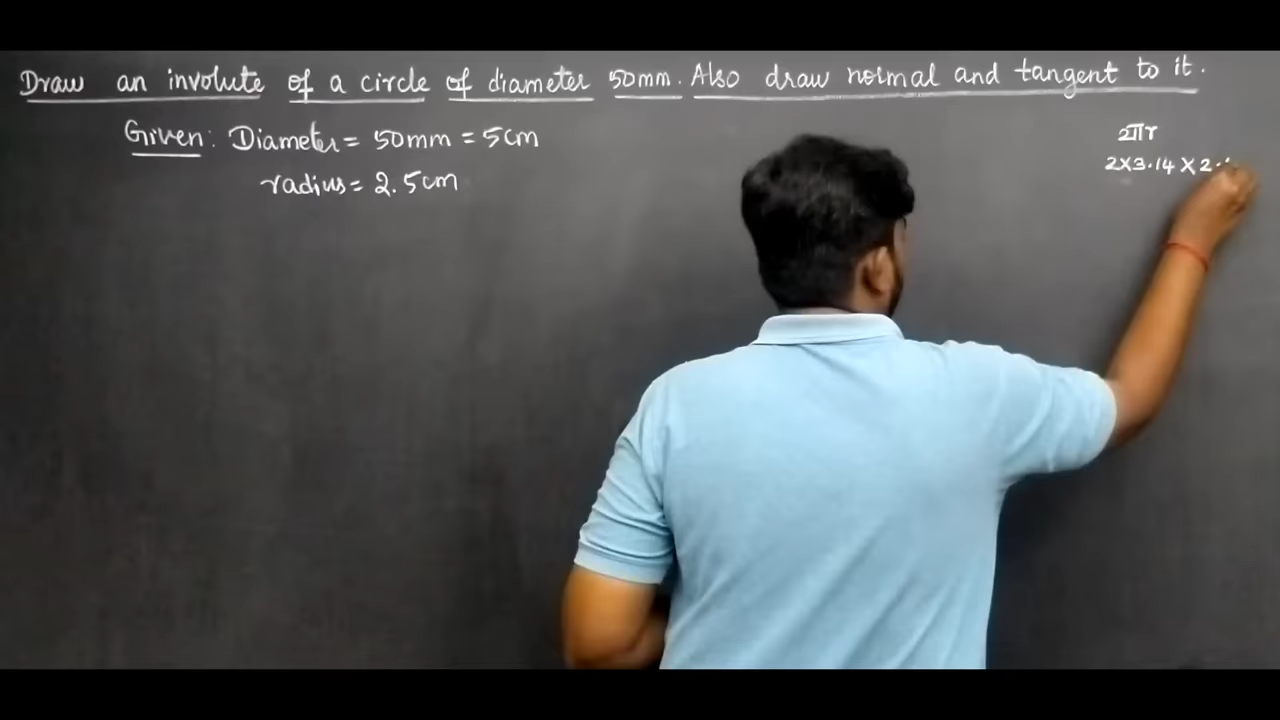 Draw an involute of a circle of diameter 50mm. Also draw normal and tangent to it.
Given: Diameter = 50mm = 5cm
radius = 2.5cm
2πr
2×3.14×2.